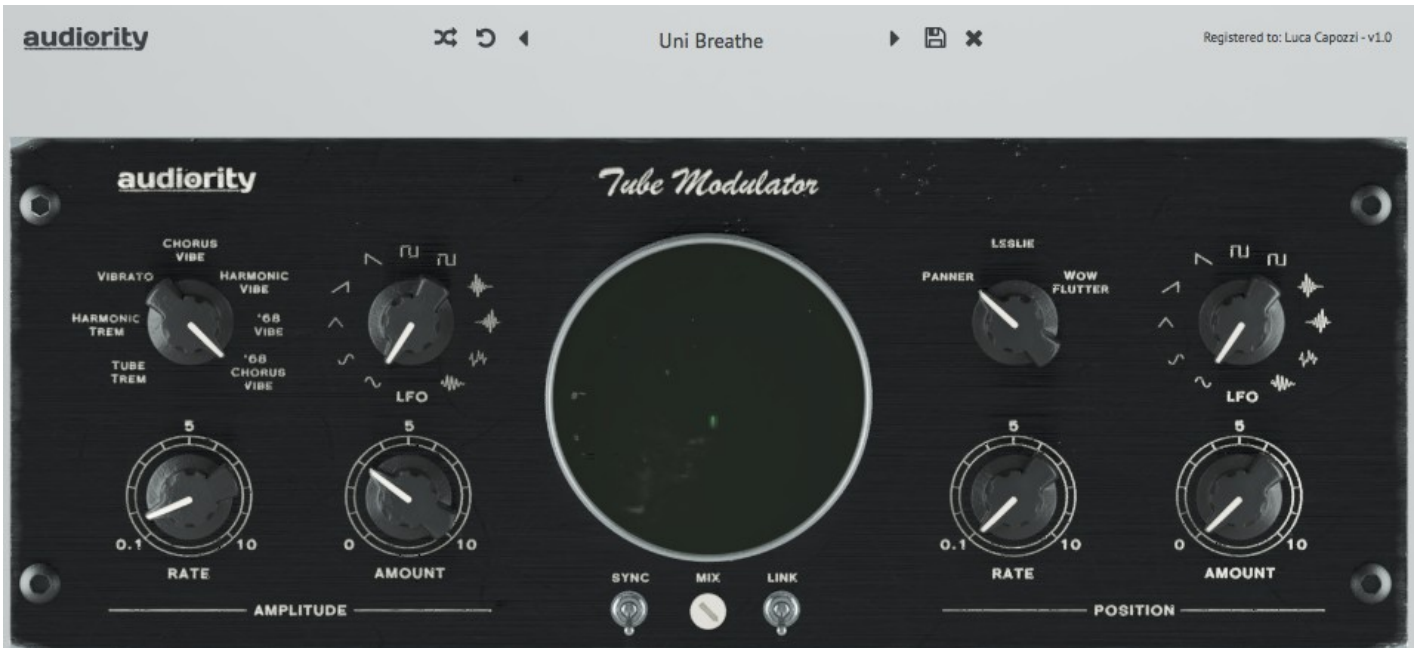 audiority
Uni Breathe
Registered to: Luca Capozzi - v1.0
audiority
Tube Modulator
CHORUS
VIBE
VIBRATO
HARMONIC
VIBE
HARMONIC
TREM
'68
VIBE
TUBE
TREM
'68
CHORUS
VIBE
LFO
LESLIE
PANNER
WOW
FLUTTER
LFO
5
0.1
10
RATE
5
0
10
AMOUNT
AMPLITUDE
SYNC
MIX
LINK
5
0.1
10
RATE
5
0
10
AMOUNT
POSITION